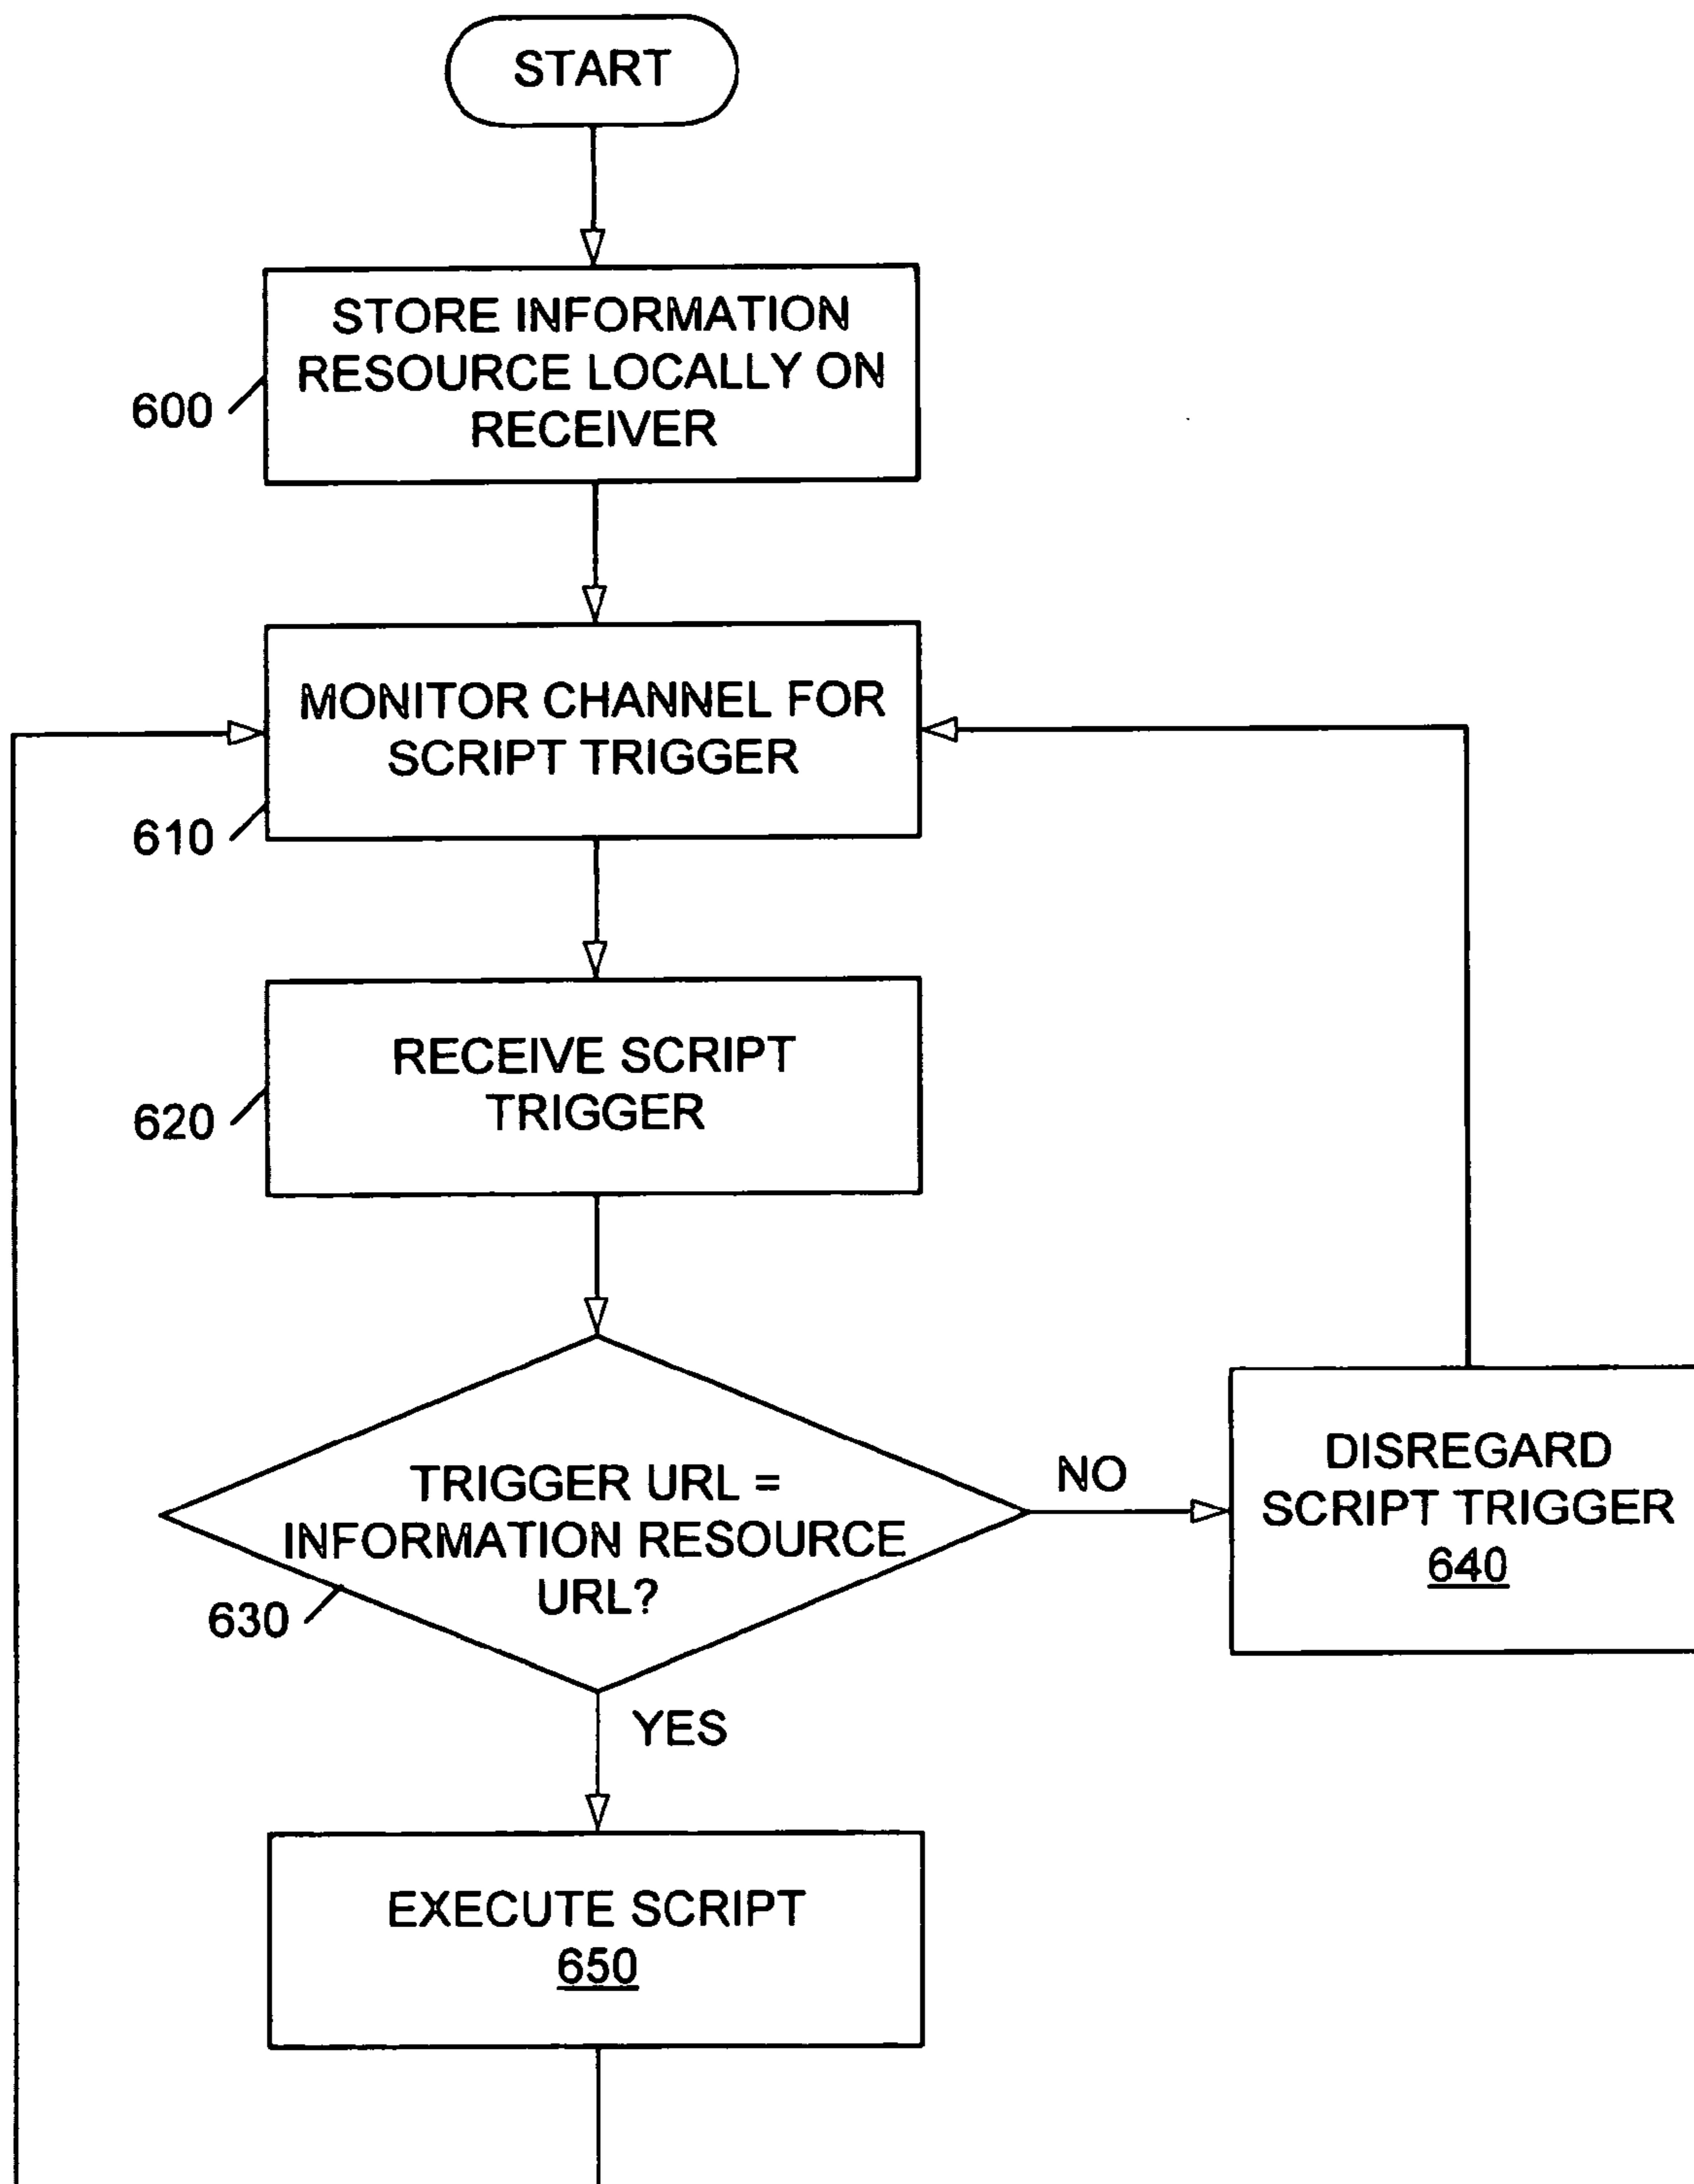 START
STORE INFORMATION
RESOURCE LOCALLY ON
RECEIVER
600
MONITOR CHANNEL FOR
SCRIPT TRIGGER
610
RECEIVE SCRIPT
TRIGGER
620
TRIGGER URL =
INFORMATION RESOURCE
URL?
630
NO
DISREGARD
SCRIPT TRIGGER
640
YES
EXECUTE SCRIPT
650